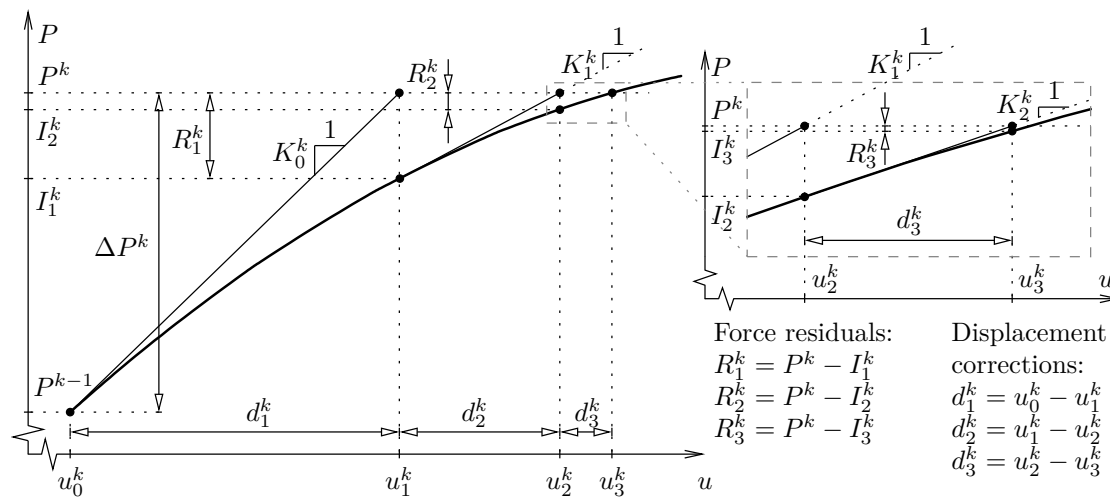 P
P^k
I_2^k
I_1^k
P^{k-1}
ΔP^k
R_1^k
R_2^k
K_0^k
1
K_1^k
1
d_1^k
d_2^k
d_3^k
u_0^k
u_1^k
u_2^k
u_3^k
u
P
P^k
I_3^k
I_2^k
R_3^k
K_1^k
1
K_2^k
1
d_3^k
u_2^k
u_3^k
u
Force residuals:
R_1^k = P^k − I_1^k
R_2^k = P^k − I_2^k
R_3^k = P^k − I_3^k
Displacement
corrections:
d_1^k = u_0^k − u_1^k
d_2^k = u_1^k − u_2^k
d_3^k = u_2^k − u_3^k